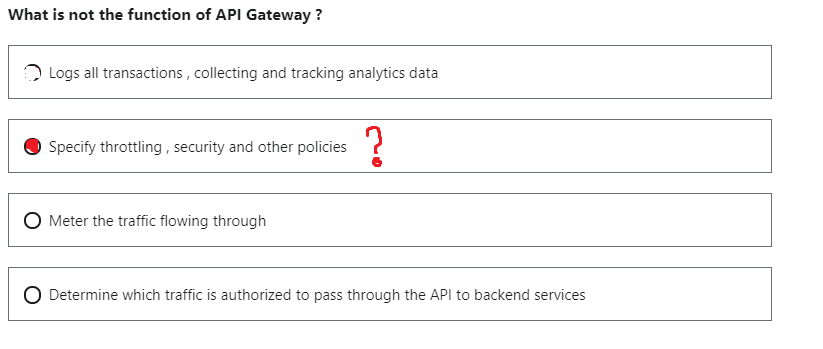 What is not the function of API Gateway ?
Logs all transactions , collecting and tracking analytics data
Specify throttling , security and other policies ?
Meter the traffic flowing through
Determine which traffic is authorized to pass through the API to backend services